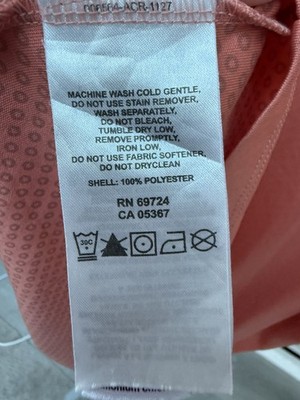 MACHINE WASH COLD GENTLE,
DO NOT USE STAIN REMOVER,
WASH SEPARATELY,
DO NOT BLEACH,
TUMBLE DRY LOW,
REMOVE PROMPTLY,
IRON LOW,
DO NOT USE FABRIC SOFTENER,
DO NOT DRYCLEAN
SHELL: 100% POLYESTER
RN 69724
CA 05367
30C